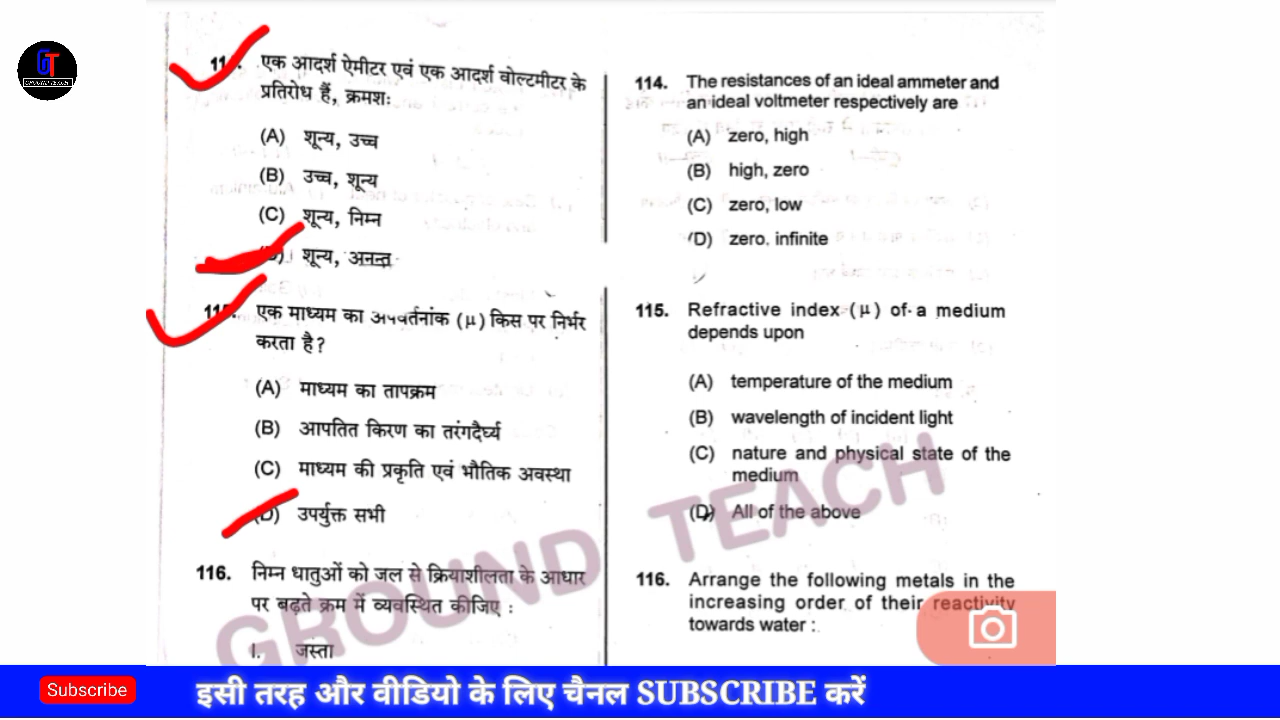 GT
114. एक आदर्श ऐमीटर एवं एक आदर्श वोल्टमीटर के
प्रतिरोध हैं, क्रमशः
(A) शून्य, उच्च
(B) उच्च, शून्य
(C) शून्य, निम्न
(D) शून्य, अनन्त
115. एक माध्यम का अपवर्तनांक (μ) किस पर निर्भर
करता है?
(A) माध्यम का तापक्रम
(B) आपतित किरण का तरंगदैर्घ्य
(C) माध्यम की प्रकृति एवं भौतिक अवस्था
(D) उपर्युक्त सभी
116. निम्न धातुओं को जल से क्रियाशीलता के आधार
पर बढ़ते क्रम में व्यवस्थित कीजिए :
I. जस्ता
114. The resistances of an ideal ammeter and
an ideal voltmeter respectively are
(A) zero, high
(B) high, zero
(C) zero, low
(D) zero. infinite
115. Refractive index (μ) of a medium
depends upon
(A) temperature of the medium
(B) wavelength of incident light
(C) nature and physical state of the
medium
(D) All of the above
116. Arrange the following metals in the
increasing order of their reactivity
towards water :
GROUND TEACH
Subscribe
इसी तरह और वीडियो के लिए चैनल SUBSCRIBE करें